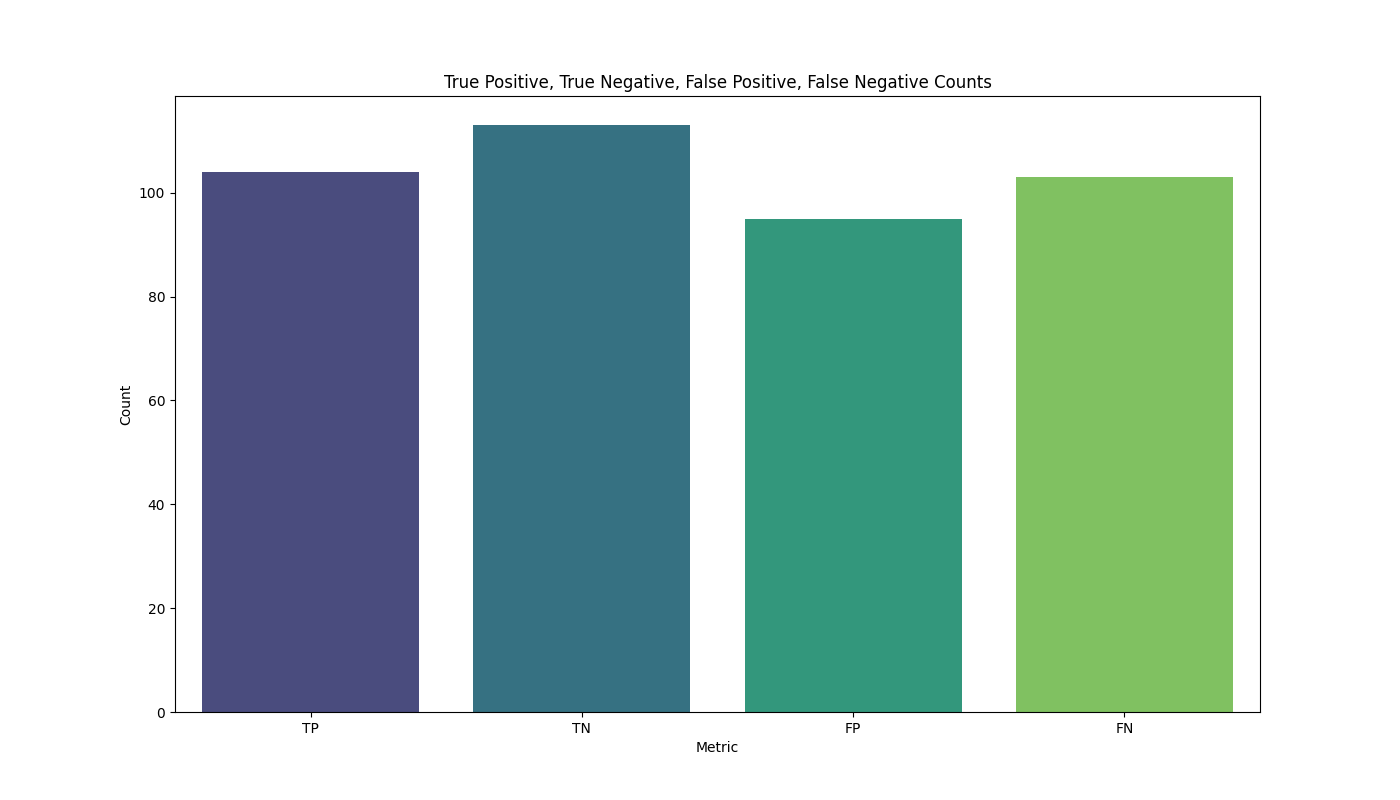 True Positive, True Negative, False Positive, False Negative Counts
100
80
60
40
20
0
Count
TP TN FP FN
Metric